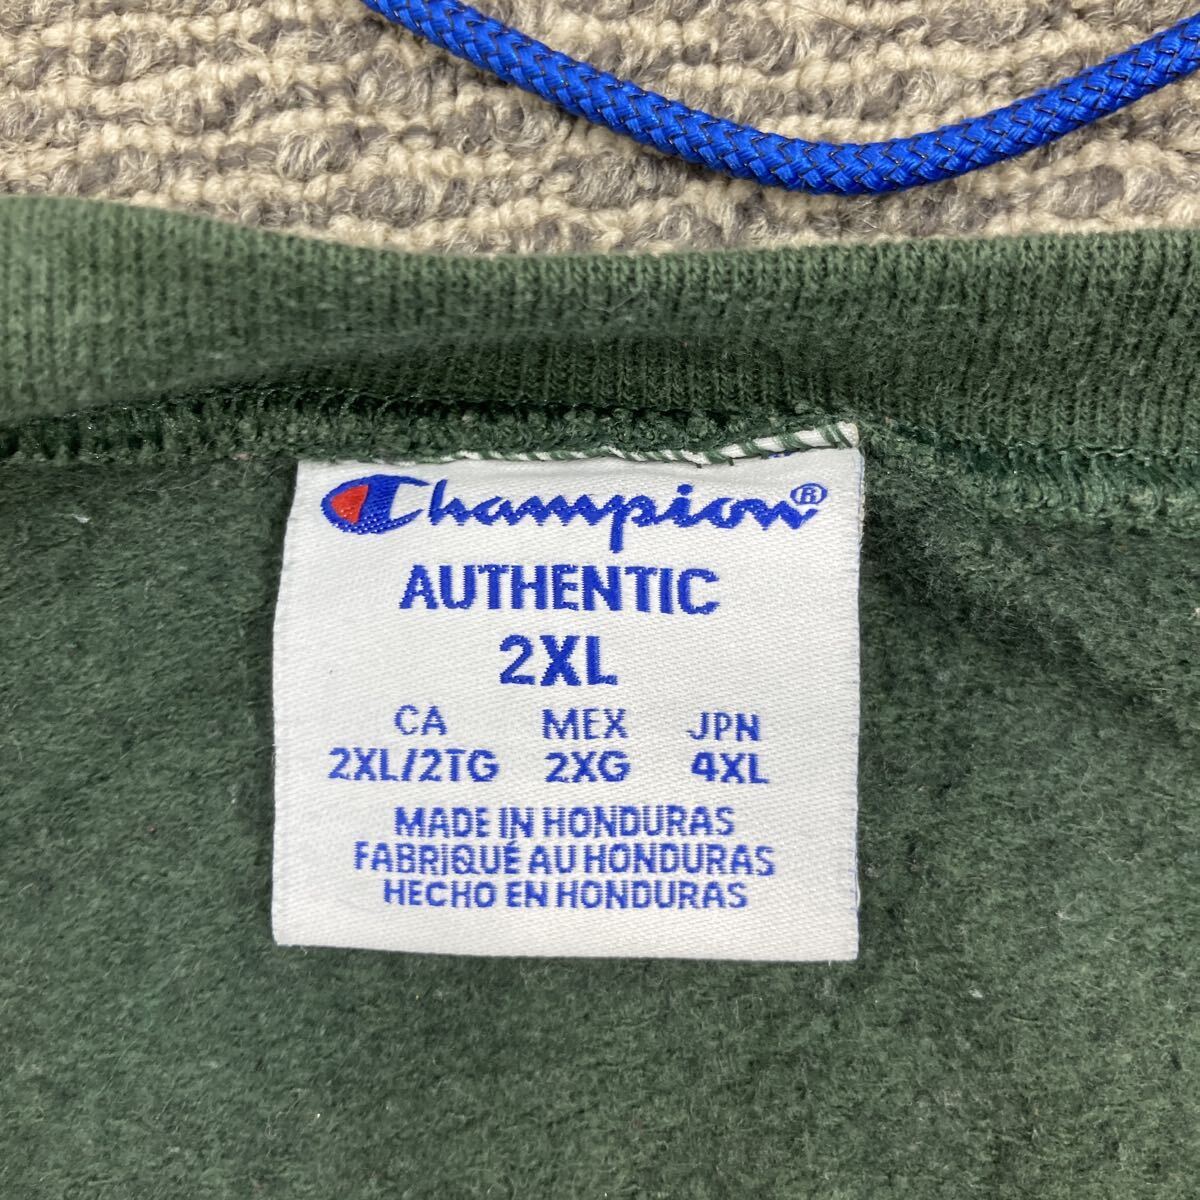 Champion®
AUTHENTIC
2XL
CA MEX JPN
2XL/2TG 2XG 4XL
MADE IN HONDURAS
FABRIQUÉ AU HONDURAS
HECHO EN HONDURAS